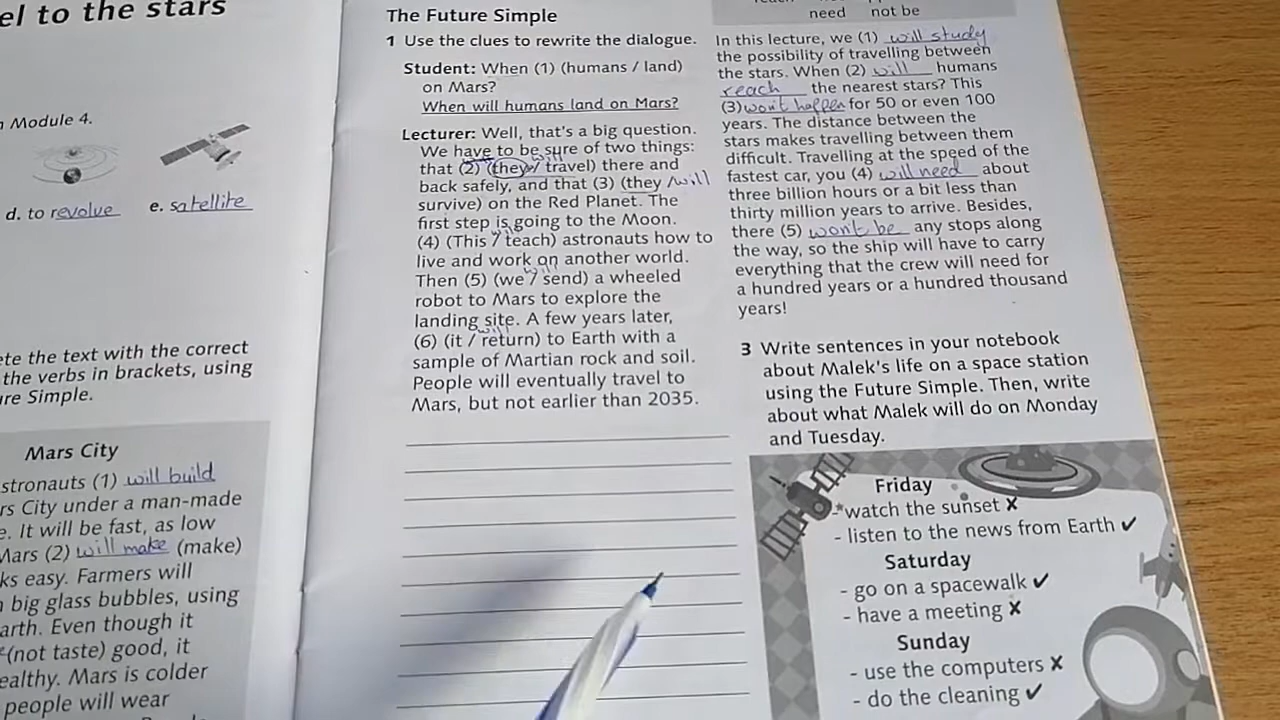 el to the stars
n Module 4.
d. to revolve
e. satellite
ete the text with the correct
the verbs in brackets, using
ure Simple.
Mars City
stronauts (1) will build
rs City under a man-made
e. It will be fast, as low
Mars (2) will make (make)
ks easy. Farmers will
big glass bubbles, using
arth. Even though it
(not taste) good, it
ealthy. Mars is colder
people will wear
The Future Simple
1 Use the clues to rewrite the dialogue.
Student: When (1) (humans / land)
on Mars?
When will humans land on Mars?
Lecturer: Well, that's a big question.
We have to be sure of two things:
will
that (2) (they / travel) there and
back safely, and that (3) (they / will
survive) on the Red Planet. The
first step is going to the Moon.
will
(4) (This / teach) astronauts how to
live and work on another world.
will
Then (5) (we / send) a wheeled
robot to Mars to explore the
landing site. A few years later,
will
(6) (it / return) to Earth with a
sample of Martian rock and soil.
People will eventually travel to
Mars, but not earlier than 2035.
need not be
In this lecture, we (1) will study
the possibility of travelling between
the stars. When (2) will humans
reach the nearest stars? This
(3) won't happen for 50 or even 100
years. The distance between the
stars makes travelling between them
difficult. Travelling at the speed of the
fastest car, you (4) will need about
three billion hours or a bit less than
thirty million years to arrive. Besides,
there (5) won't be any stops along
the way, so the ship will have to carry
everything that the crew will need for
a hundred years or a hundred thousand
years!
3 Write sentences in your notebook
about Malek's life on a space station
using the Future Simple. Then, write
about what Malek will do on Monday
and Tuesday.
Friday
- watch the sunset ✗
- listen to the news from Earth ✓
Saturday
- go on a spacewalk ✓
- have a meeting ✗
Sunday
- use the computers ✗
- do the cleaning ✓